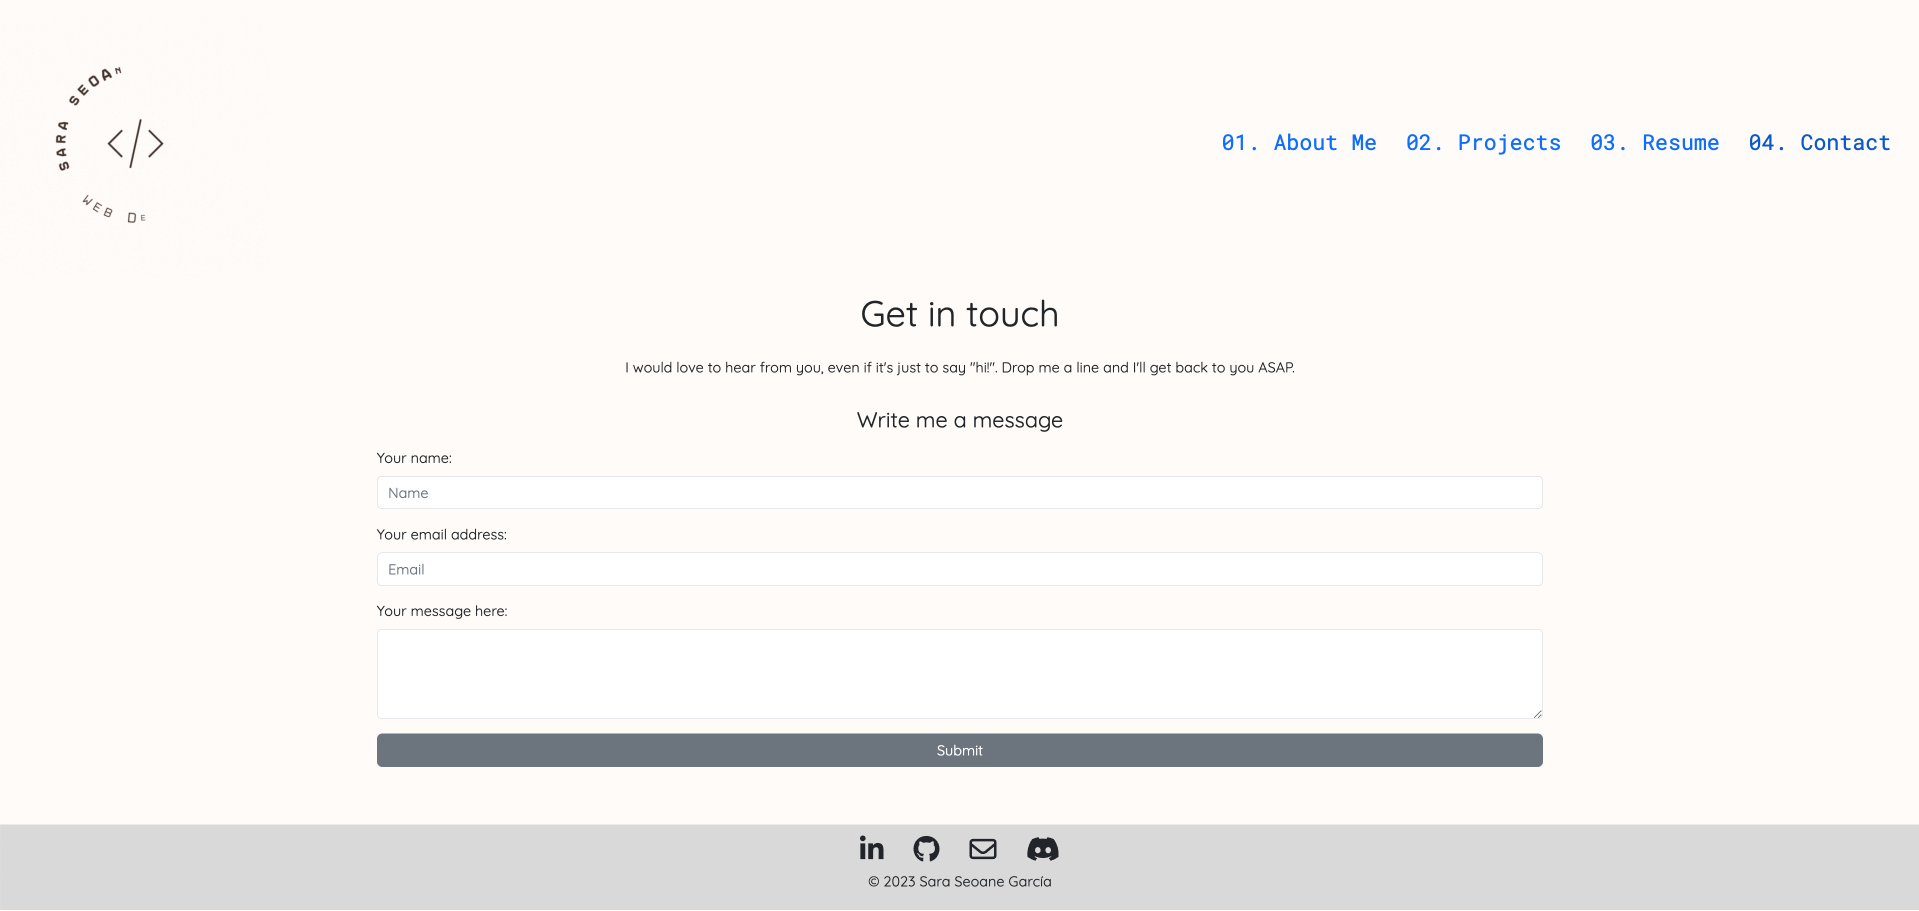 SARA SEOAN
WEB DE
01. About Me 02. Projects 03. Resume 04. Contact
Get in touch
I would love to hear from you, even if it's just to say "hi!". Drop me a line and I'll get back to you ASAP.
Write me a message
Your name:
Name
Your email address:
Email
Your message here:
Submit
© 2023 Sara Seoane García